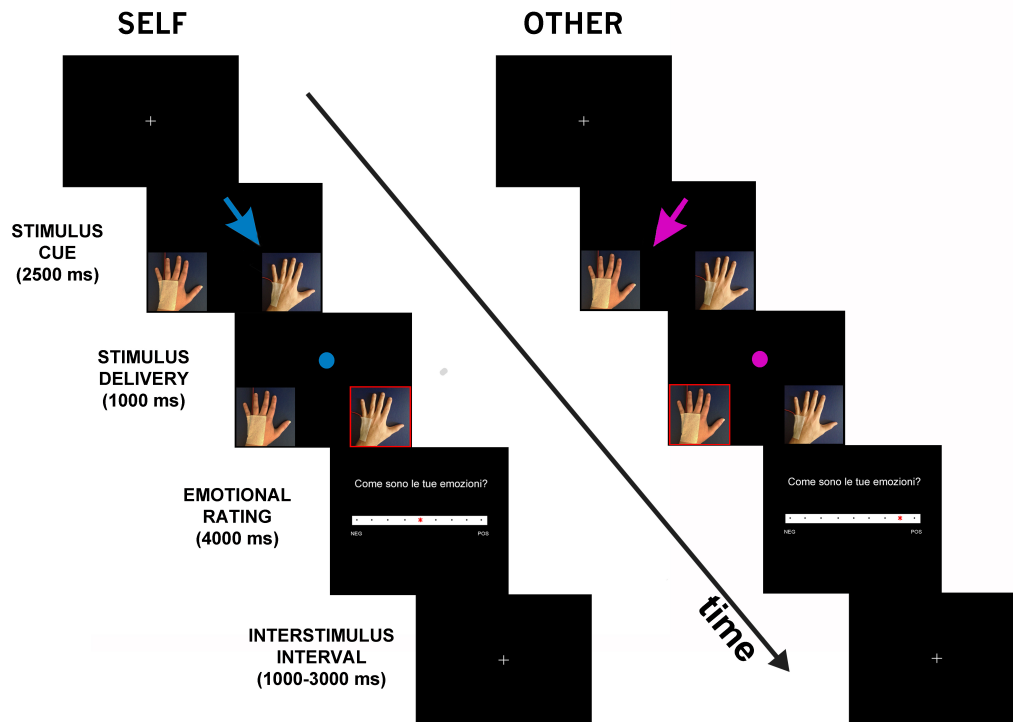 SELF
OTHER
STIMULUS
CUE
(2500 ms)
STIMULUS
DELIVERY
(1000 ms)
EMOTIONAL
RATING
(4000 ms)
Come sono le tue emozioni?
NEG
POS
Come sono le tue emozioni?
NEG
POS
INTERSTIMULUS
INTERVAL
(1000-3000 ms)
time